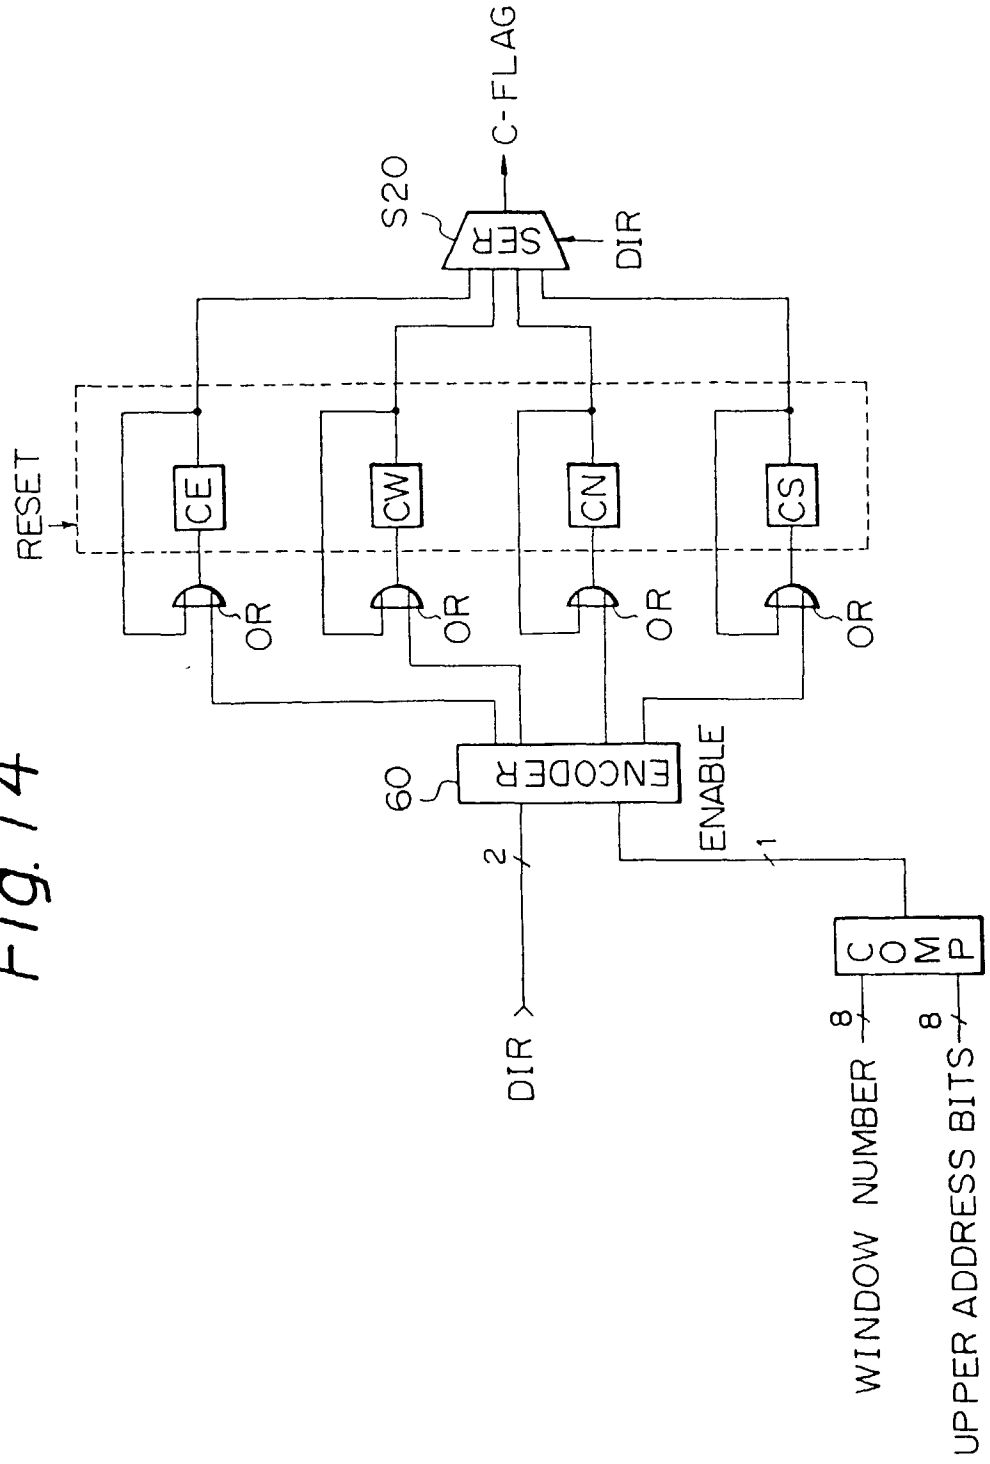 Fig. 14
RESET
CE
OR
CW
OR
CN
OR
CS
OR
S20
SER
C-FLAG
DIR
60
ENCODER
2
DIR
ENABLE
1
COMP
8
WINDOW NUMBER
8
UPPER ADDRESS BITS